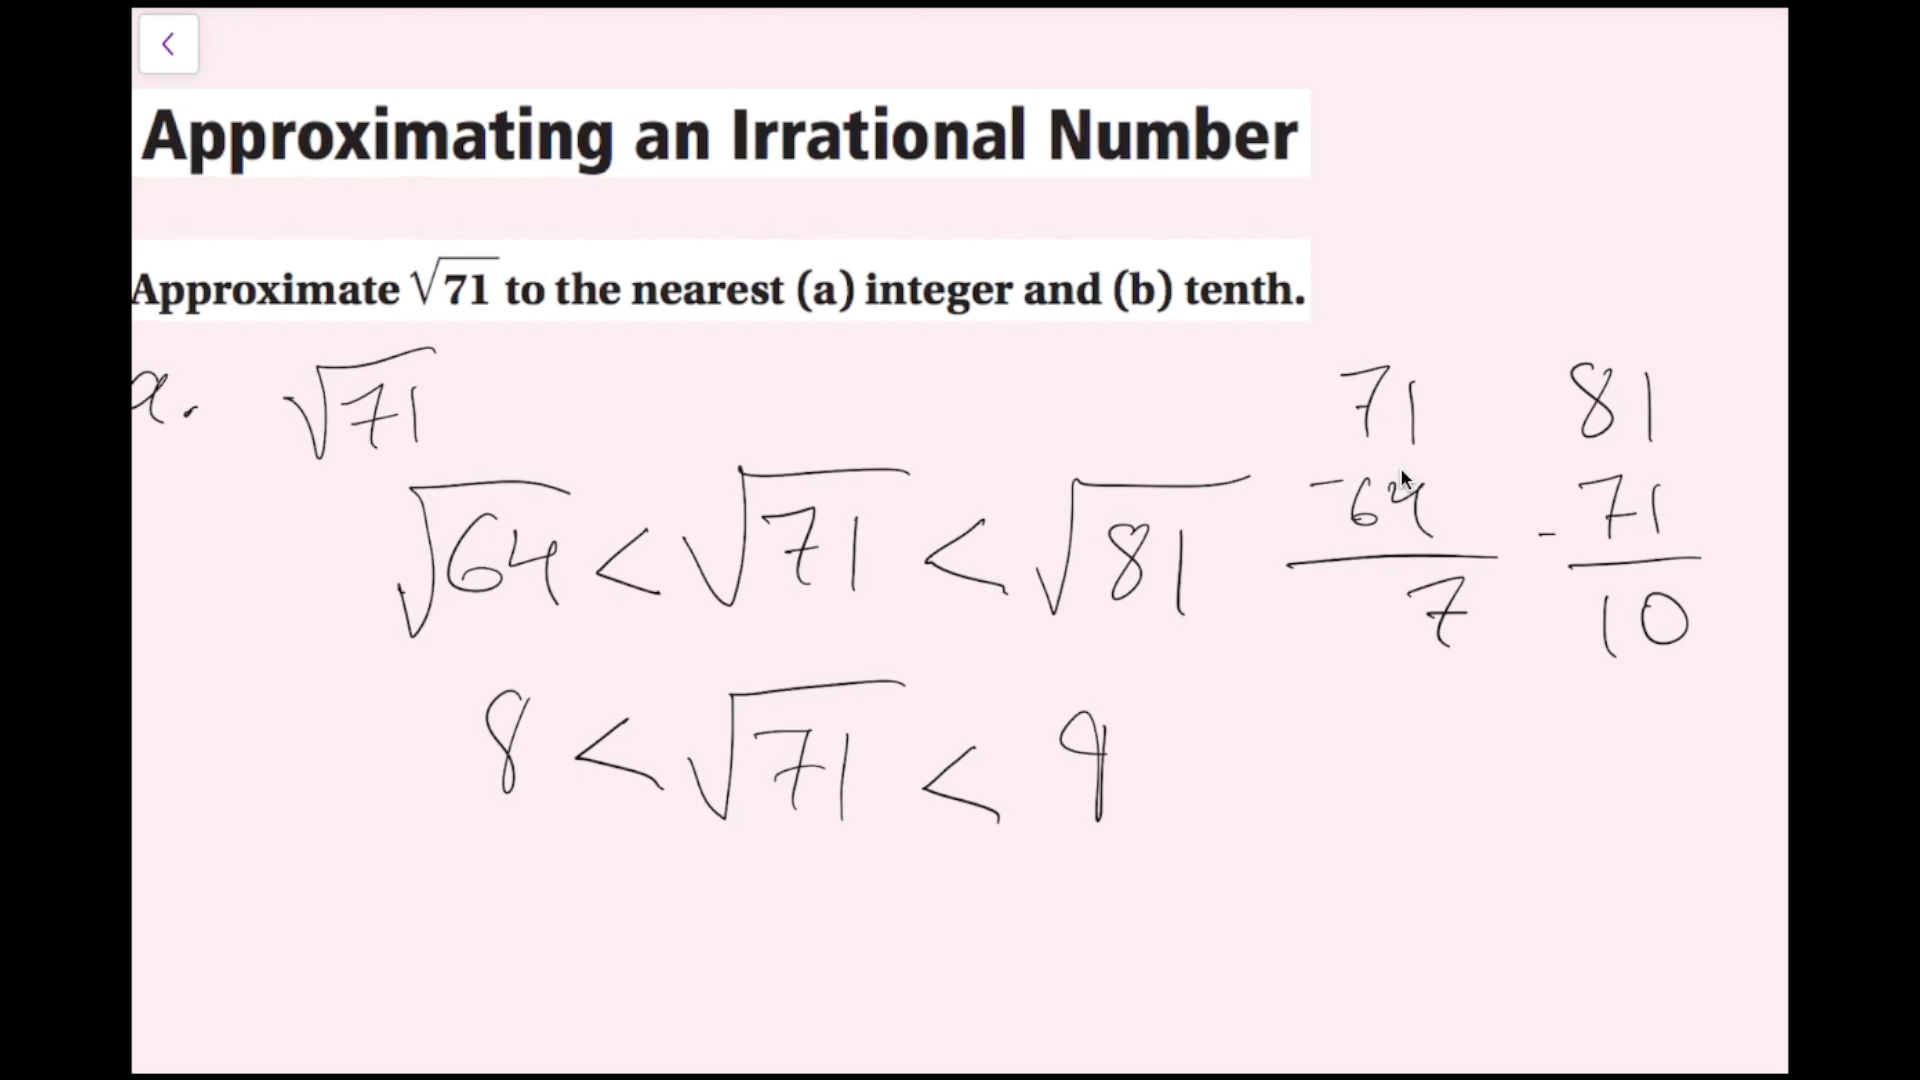 Approximating an Irrational Number
Approximate √71 to the nearest (a) integer and (b) tenth.
a. √71
√64 < √71 < √81
8 < √71 < 9
71
-64
7
81
- 71
10